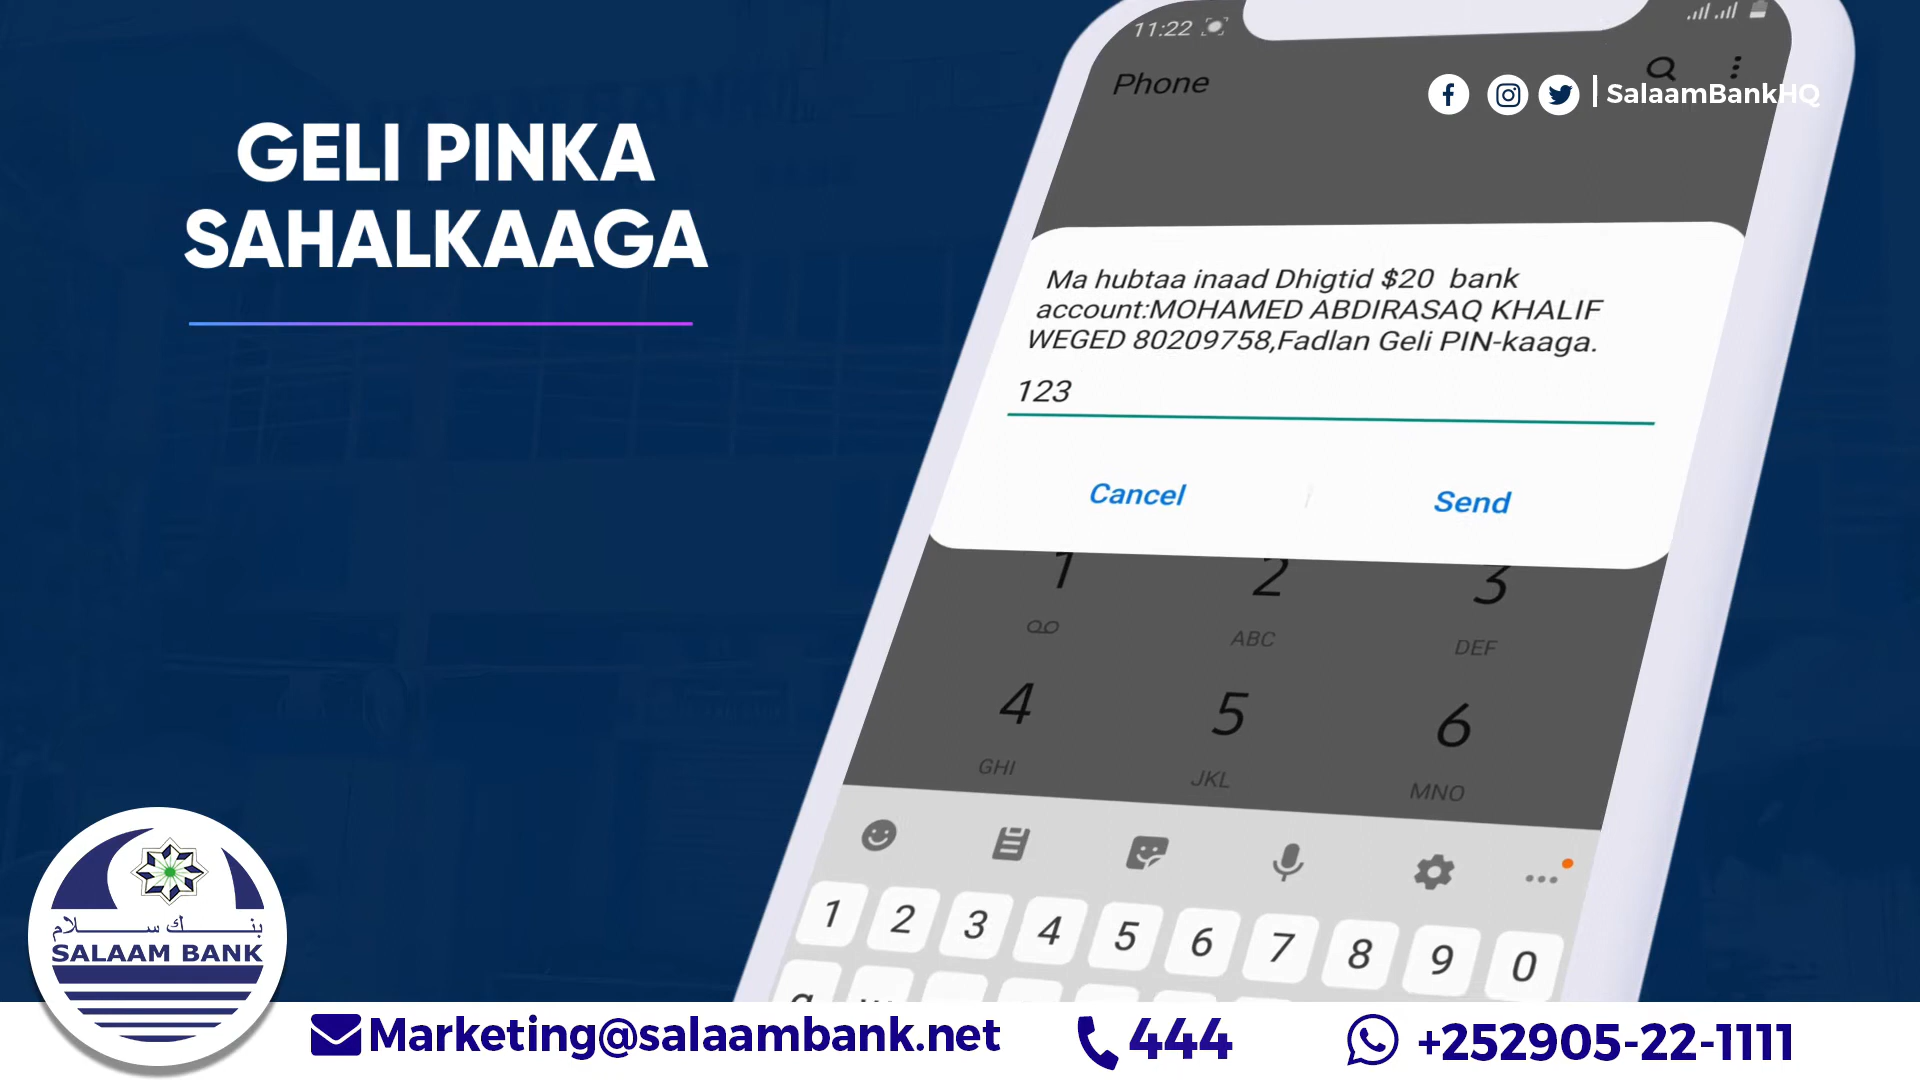 GELI PINKA
SAHALKAAGA
11:22
Phone
SalaamBankHQ
Ma hubtaa inaad Dhigtid $20 bank
account:MOHAMED ABDIRASAQ KHALIF
WEGED 80209758,Fadlan Geli PIN-kaaga.
123
Cancel
Send
1 2 3
ABC DEF
4 5 6
GHI JKL MNO
1 2 3 4 5 6 7 8 9 0
بنك سلام
SALAAM BANK
Marketing@salaambank.net
444
+252905-22-1111